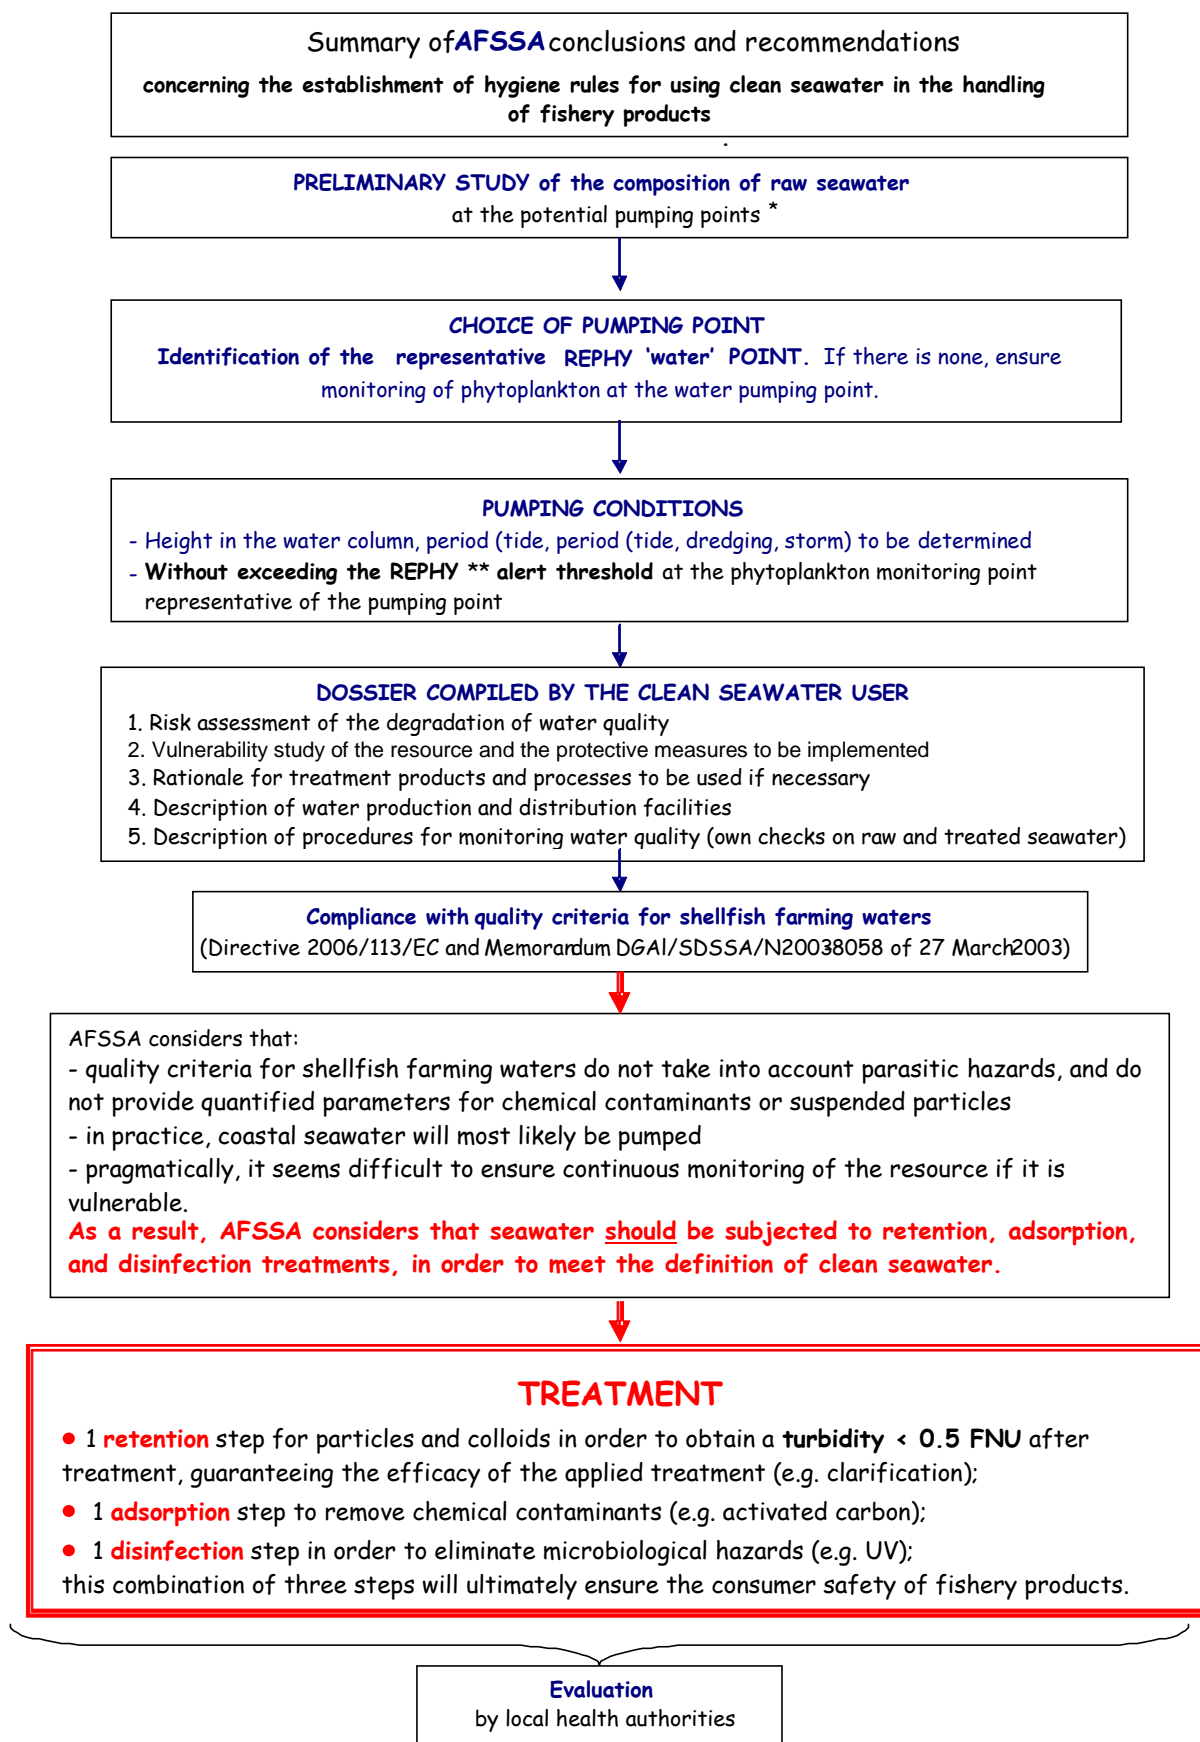 Summary of AFSSA conclusions and recommendations
concerning the establishment of hygiene rules for using clean seawater in the handling
of fishery products
.
PRELIMINARY STUDY of the composition of raw seawater
at the potential pumping points *
CHOICE OF PUMPING POINT
Identification of the representative REPHY ‘water’ POINT. If there is none, ensure
monitoring of phytoplankton at the water pumping point.
PUMPING CONDITIONS
- Height in the water column, period (tide, period (tide, dredging, storm) to be determined
- Without exceeding the REPHY ** alert threshold at the phytoplankton monitoring point
representative of the pumping point
DOSSIER COMPILED BY THE CLEAN SEAWATER USER
1. Risk assessment of the degradation of water quality
2. Vulnerability study of the resource and the protective measures to be implemented
3. Rationale for treatment products and processes to be used if necessary
4. Description of water production and distribution facilities
5. Description of procedures for monitoring water quality (own checks on raw and treated seawater)
Compliance with quality criteria for shellfish farming waters
(Directive 2006/113/EC and Memorandum DGAl/SDSSA/N2003-8058 of 27 March 2003)
AFSSA considers that:
- quality criteria for shellfish farming waters do not take into account parasitic hazards, and do
not provide quantified parameters for chemical contaminants or suspended particles
- in practice, coastal seawater will most likely be pumped
- pragmatically, it seems difficult to ensure continuous monitoring of the resource if it is
vulnerable.
As a result, AFSSA considers that seawater should be subjected to retention, adsorption,
and disinfection treatments, in order to meet the definition of clean seawater.
TREATMENT
• 1 retention step for particles and colloids in order to obtain a turbidity < 0.5 FNU after
treatment, guaranteeing the efficacy of the applied treatment (e.g. clarification);
• 1 adsorption step to remove chemical contaminants (e.g. activated carbon);
• 1 disinfection step in order to eliminate microbiological hazards (e.g. UV);
this combination of three steps will ultimately ensure the consumer safety of fishery products.
Evaluation
by local health authorities